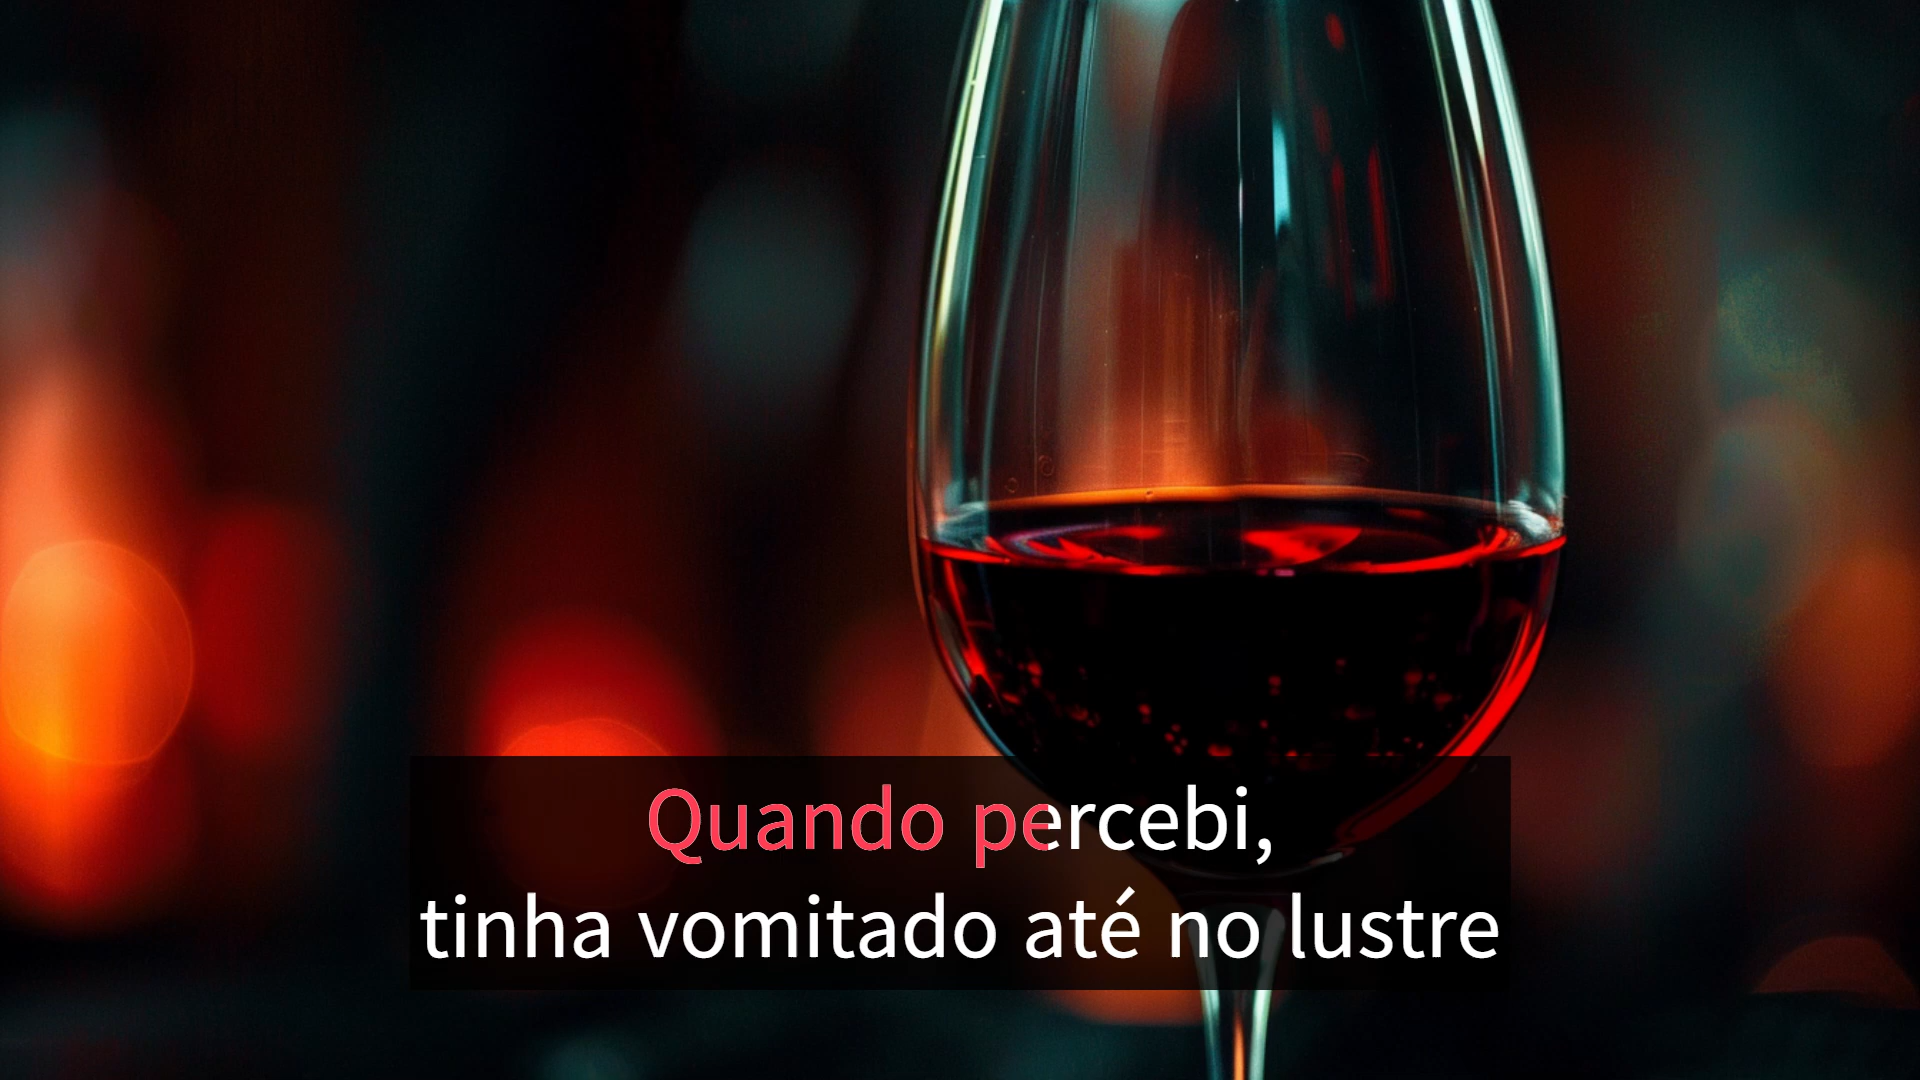 Quando percebi,
tinha vomitado até no lustre